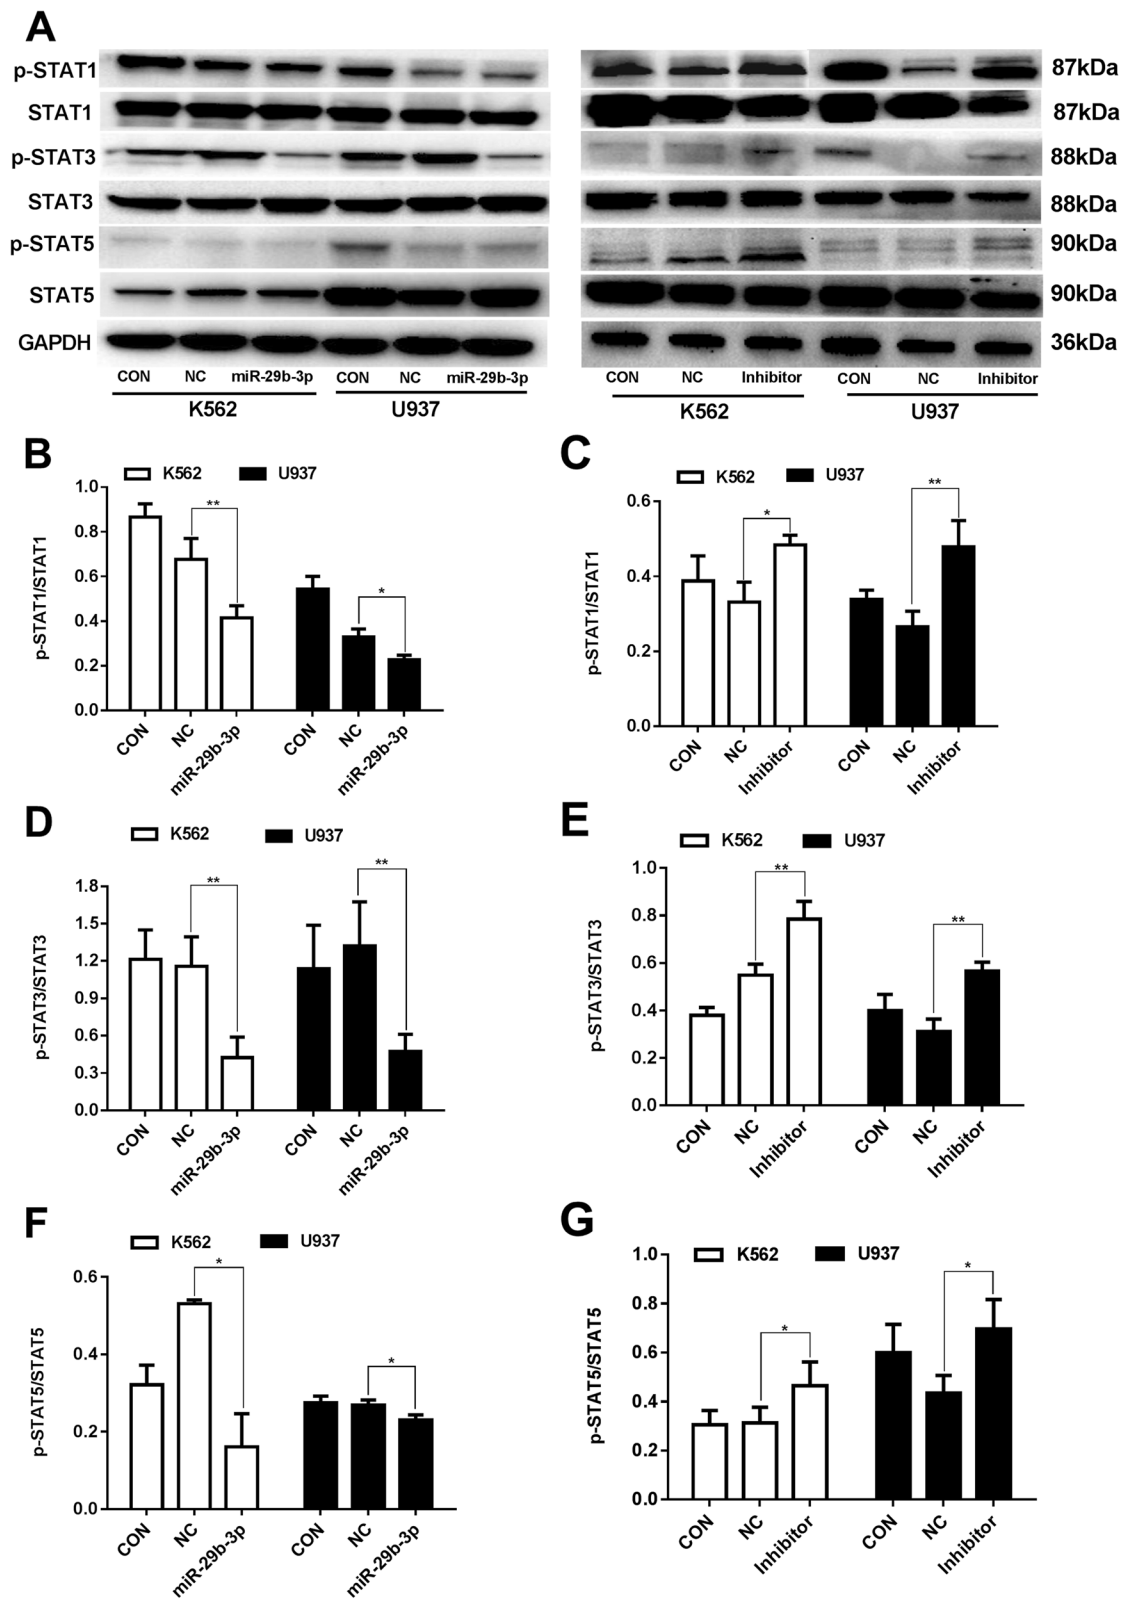 A
p-STAT1 87kDa
STAT1 87kDa
p-STAT3 88kDa
STAT3 88kDa
p-STAT5 90kDa
STAT5 90kDa
GAPDH 36kDa
CON NC miR-29b-3p CON NC miR-29b-3p CON NC Inhibitor CON NC Inhibitor
K562 U937 K562 U937
B
K562 U937
p-STAT1/STAT1
1.0
0.8
0.6
0.4
0.2
0.0
** *
CON NC miR-29b-3p CON NC miR-29b-3p
C
K562 U937
p-STAT1/STAT1
0.6
0.4
0.2
0.0
* **
CON NC Inhibitor CON NC Inhibitor
D
K562 U937
p-STAT3/STAT3
1.8
1.5
1.2
0.9
0.6
0.3
0.0
** **
CON NC miR-29b-3p CON NC miR-29b-3p
E
K562 U937
p-STAT3/STAT3
1.0
0.8
0.6
0.4
0.2
0.0
** **
CON NC Inhibitor CON NC Inhibitor
F
K562 U937
p-STAT5/STAT5
0.6
0.4
0.2
0.0
* *
CON NC miR-29b-3p CON NC miR-29b-3p
G
K562 U937
p-STAT5/STAT5
1.0
0.8
0.6
0.4
0.2
0.0
* *
CON NC Inhibitor CON NC Inhibitor